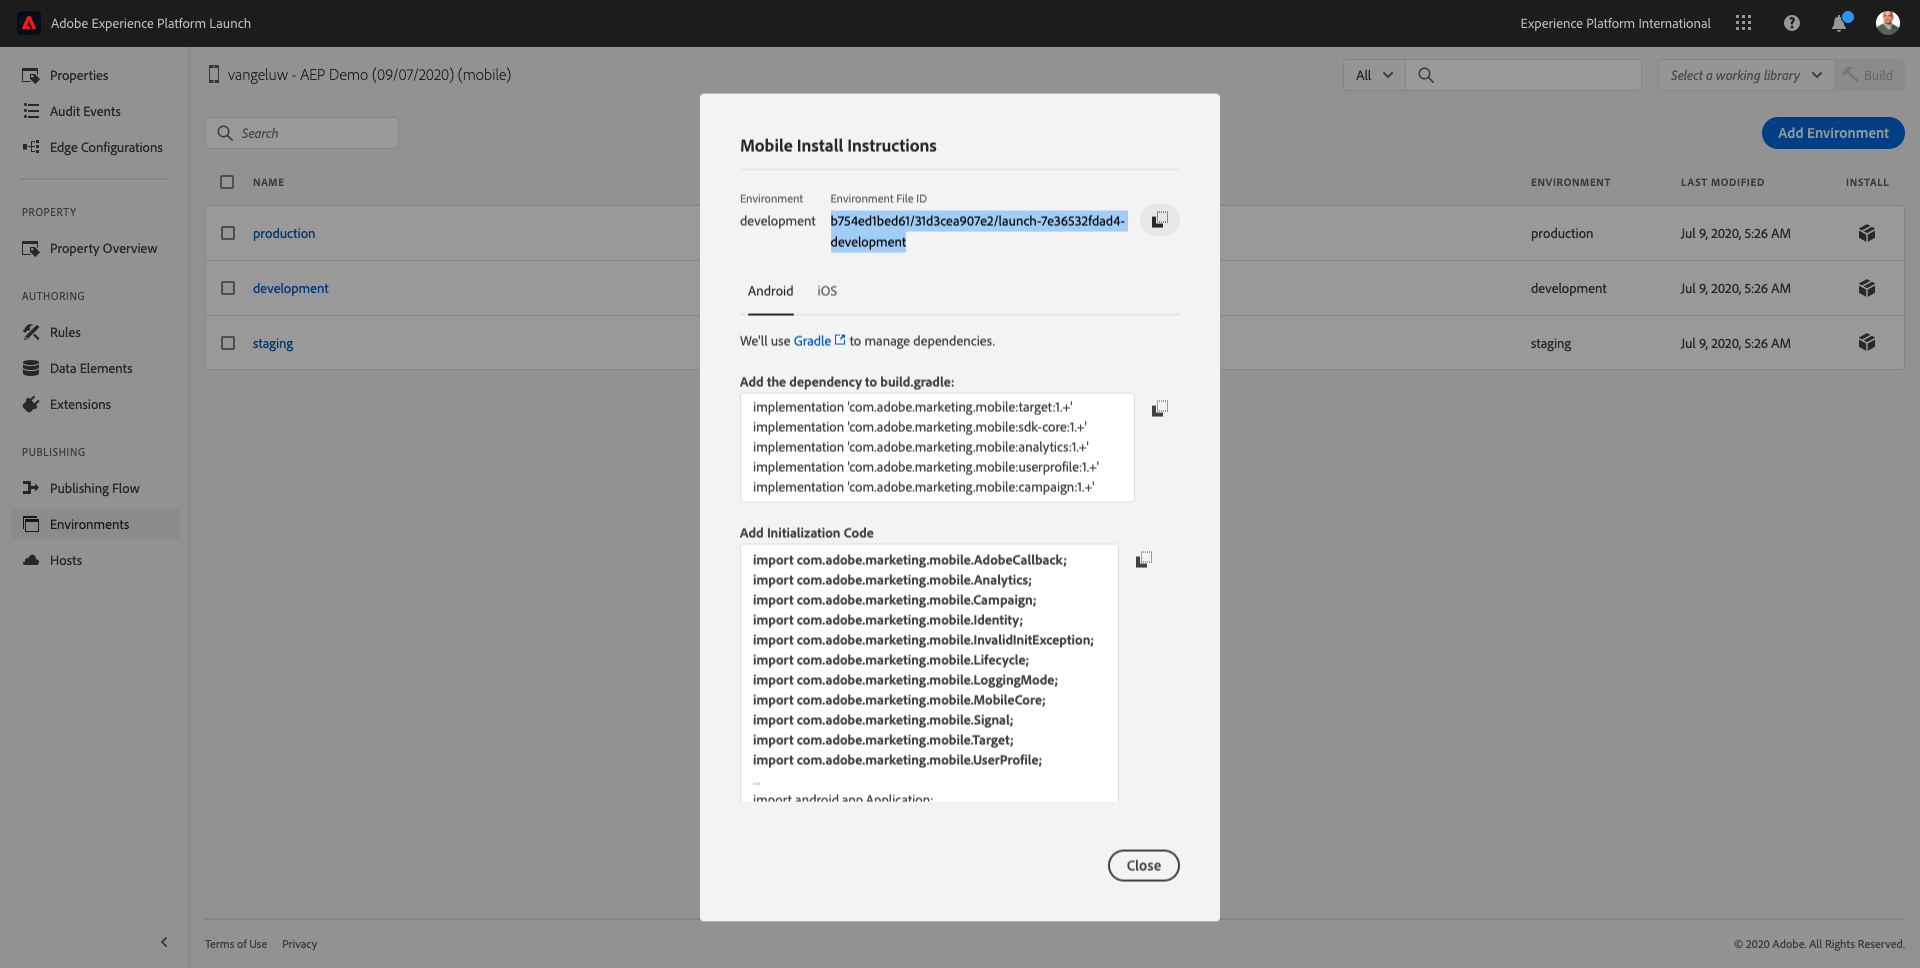 Adobe Experience Platform Launch
Experience Platform International
Properties
Audit Events
Edge Configurations
PROPERTY
Property Overview
AUTHORING
Rules
Data Elements
Extensions
PUBLISHING
Publishing Flow
Environments
Hosts
vangeluw - AEP Demo (09/07/2020) (mobile)
All
Select a working library
Build
Search
Add Environment
NAME
ENVIRONMENT
LAST MODIFIED
INSTALL
production
production
Jul 9, 2020, 5:26 AM
development
development
Jul 9, 2020, 5:26 AM
staging
staging
Jul 9, 2020, 5:26 AM
Mobile Install Instructions
Environment
Environment File ID
development
b754ed1bed61/31d3cea907e2/launch-7e36532fdad4-
development
Android
iOS
We'll use Gradle to manage dependencies.
Add the dependency to build.gradle:
implementation 'com.adobe.marketing.mobile:target:1.+'
implementation 'com.adobe.marketing.mobile:sdk-core:1.+'
implementation 'com.adobe.marketing.mobile:analytics:1.+'
implementation 'com.adobe.marketing.mobile:userprofile:1.+'
implementation 'com.adobe.marketing.mobile:campaign:1.+'
Add Initialization Code
import com.adobe.marketing.mobile.AdobeCallback;
import com.adobe.marketing.mobile.Analytics;
import com.adobe.marketing.mobile.Campaign;
import com.adobe.marketing.mobile.Identity;
import com.adobe.marketing.mobile.InvalidInitException;
import com.adobe.marketing.mobile.Lifecycle;
import com.adobe.marketing.mobile.LoggingMode;
import com.adobe.marketing.mobile.MobileCore;
import com.adobe.marketing.mobile.Signal;
import com.adobe.marketing.mobile.Target;
import com.adobe.marketing.mobile.UserProfile;
...
import android.app.Application;
Close
Terms of Use
Privacy
© 2020 Adobe. All Rights Reserved.